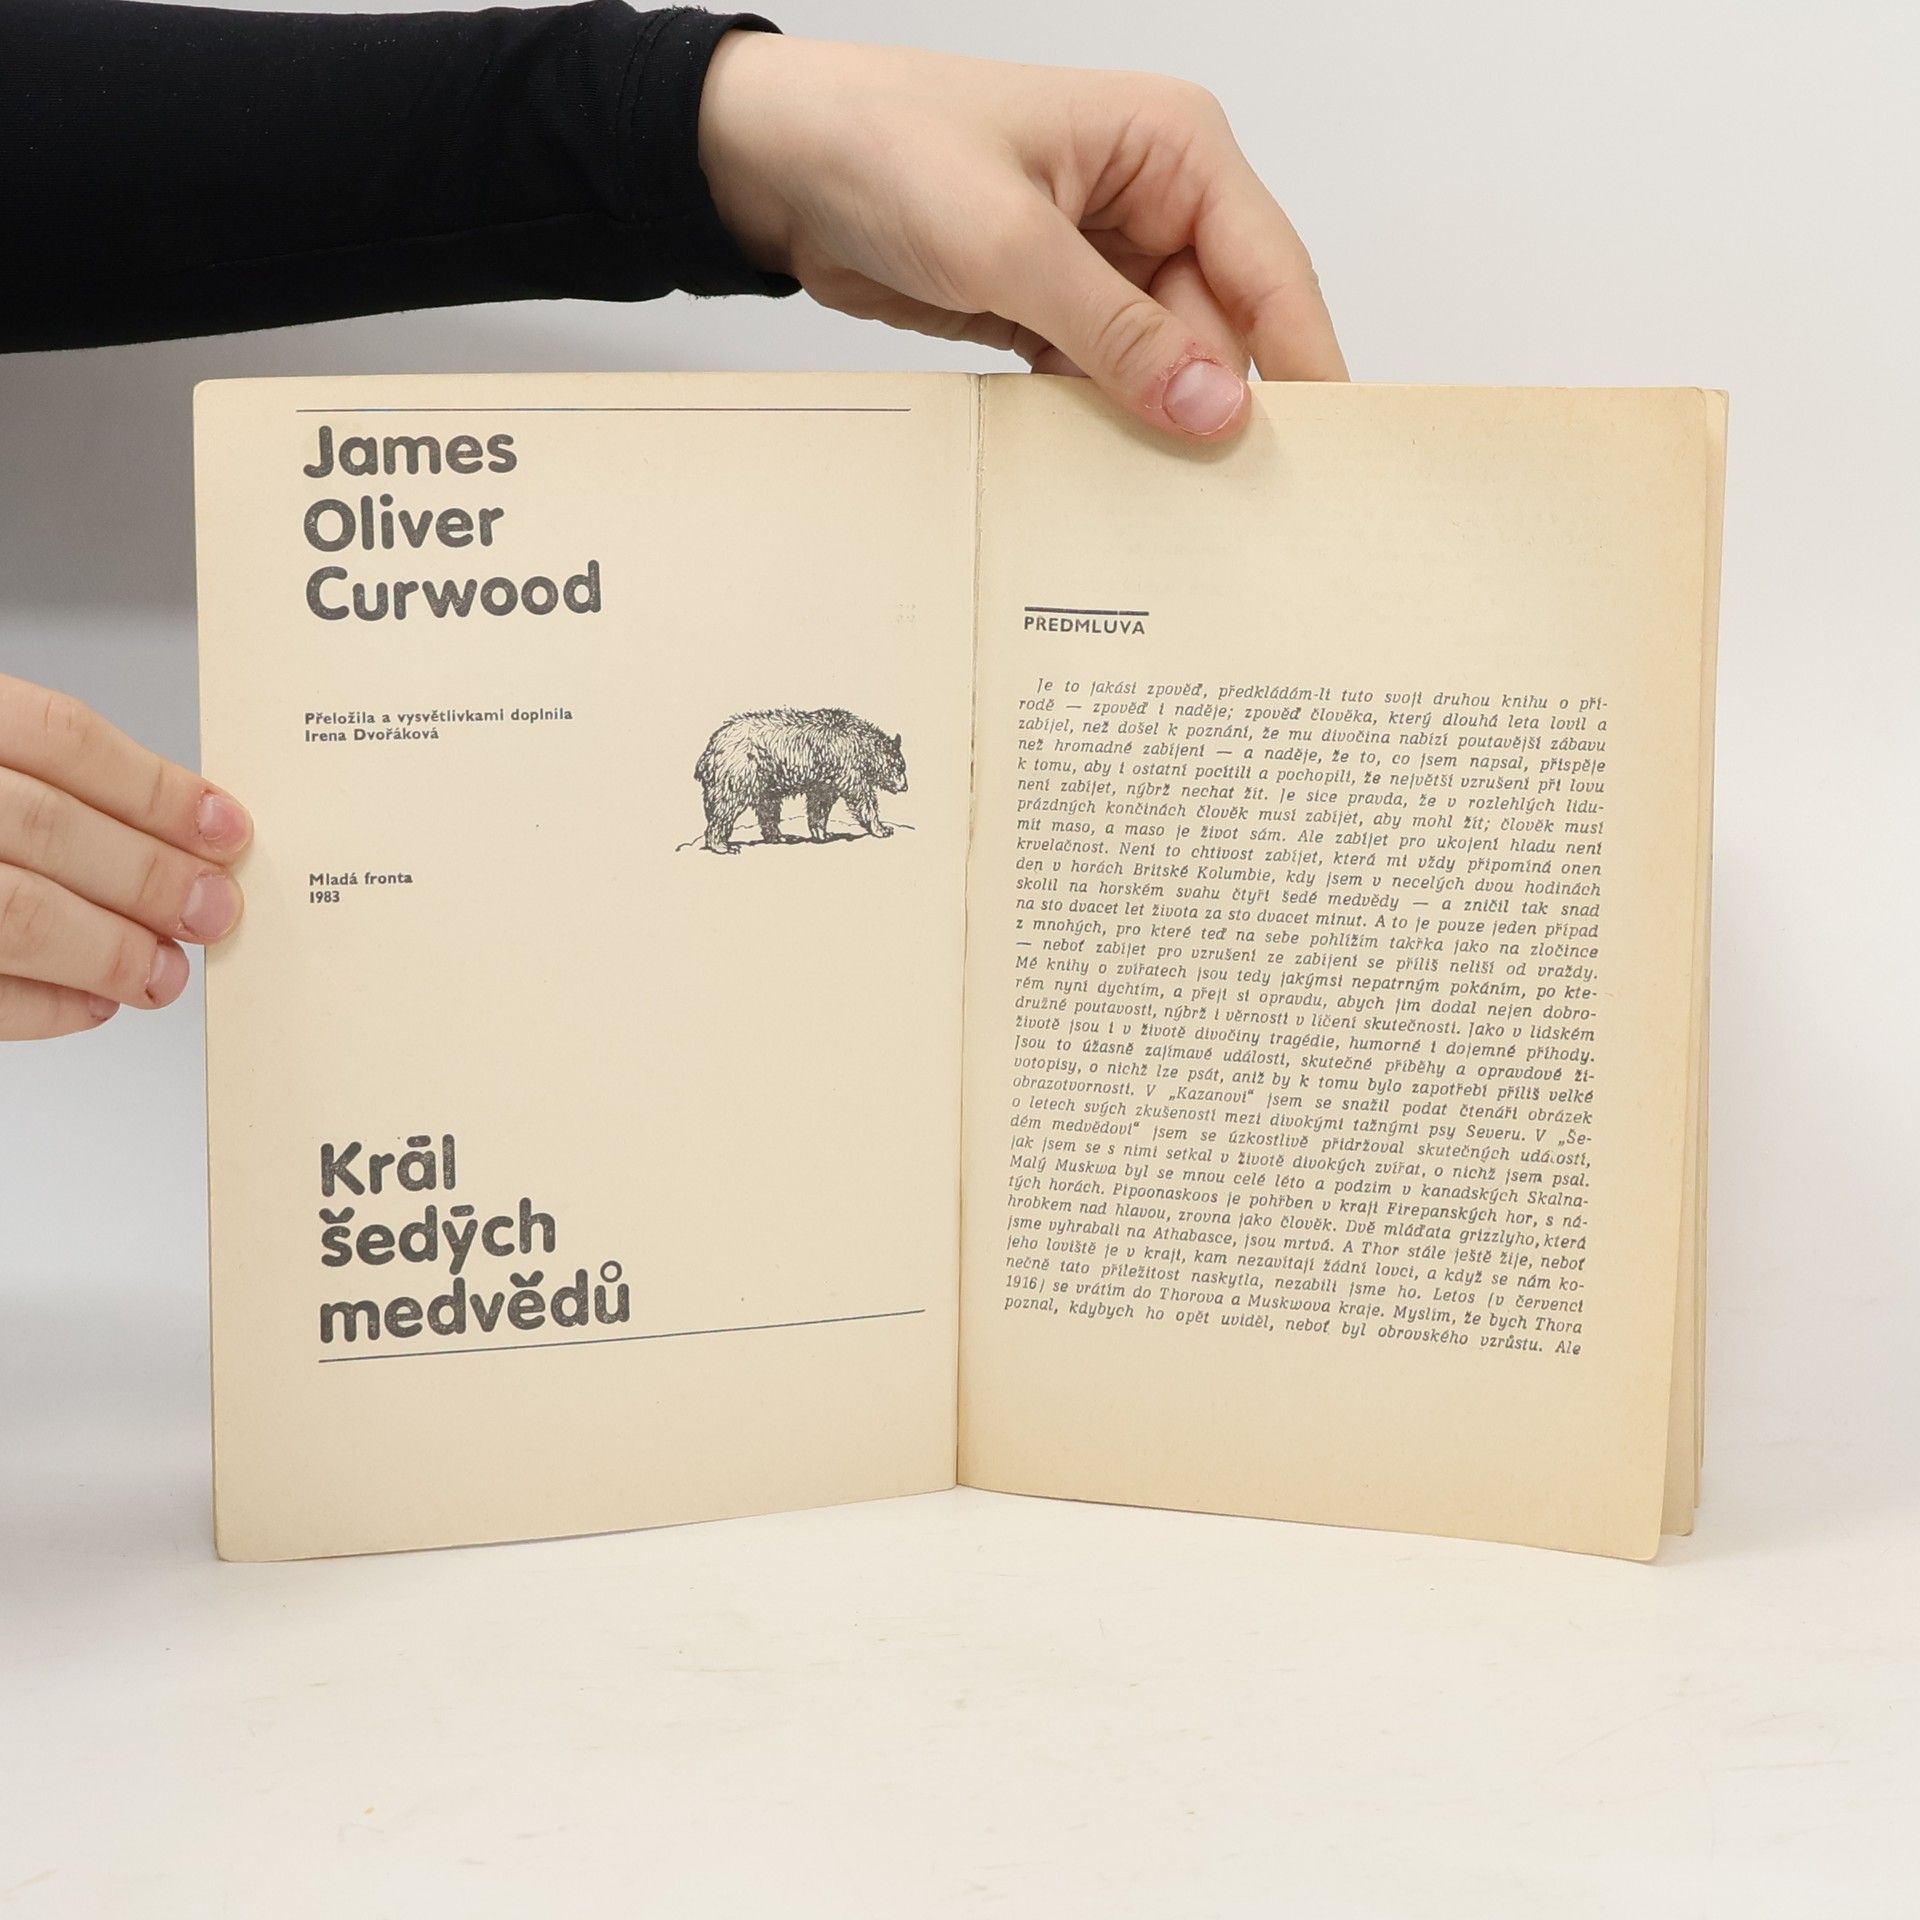 James
Oliver
Curwood
Přeložila a vysvětlivkami doplnila
Irena Dvořáková
Mladá fronta
1983
Král
šedých
medvědů
PŘEDMLUVA
Je to jakási zpověď, předkládám-li tuto svoji druhou knihu o pří-
rodě — zpověď i naděje; zpověď člověka, který dlouhá leta lovil a
zabíjel, než došel k poznání, že mu divočina nabízí poutavější zábavu
než hromadné zabíjení — a naděje, že to, co jsem napsal, přispěje
k tomu, aby i ostatní pocítili a pochopili, že největší vzrušení při lovu
není zabíjet, nýbrž nechat žít. Je sice pravda, že v rozlehlých lidu-
prázdných končinách člověk musí zabíjet, aby mohl žít; člověk musí
mít maso, a maso je život sám. Ale zabíjet pro ukojení hladu není
krvelačnost. Není to chtivost zabíjet, která mi vždy připomíná onen
den v horách Britské Kolumbie, kdy jsem v necelých dvou hodinách
skolil na horském svahu čtyři šedé medvědy — a zničil tak snad
na sto dvacet let života za sto dvacet minut. A to je pouze jeden případ
z mnohých, pro které teď na sebe pohlížím takřka jako na zločince
— neboť zabíjet pro vzrušení ze zabíjení se příliš neliší od vraždy.
Mé knihy o zvířatech jsou tedy jakýmsi nepatrným pokáním, po kte-
rém nyní dychtím, a přeji si opravdu, abych jim dodal nejen dobro-
družné poutavosti, nýbrž i věrnosti v líčení skutečnosti. Jako v lidském
životě jsou i v životě divočiny tragédie, humorné i dojemné příhody.
Jsou to úžasně zajímavé události, skutečné příběhy a opravdové ži-
votopisy, o nichž lze psát, aniž by k tomu bylo zapotřebí příliš velké
obrazotvornosti. V „Kazanovi“ jsem se snažil podat čtenáři obrázek
o letech svých zkušeností mezi divokými tažnými psy Severu. V „Še-
dém medvědovi“ jsem se úzkostlivě přidržoval skutečných událostí,
jak jsem se s nimi setkal v životě divokých zvířat, o nichž jsem psal.
Malý Muskwa byl se mnou celé léto a podzim v kanadských Skalna-
tých horách. Pipoonaskoos je pohřben v kraji Firepanských hor, s ná-
hrobkem nad hlavou, zrovna jako člověk. Dvě mláďata grizzlyho, která
jsme vyhrabali na Athabasce, jsou mrtvá. A Thor stále ještě žije, neboť
jeho loviště je v kraji, kam nezavítají žádní lovci, a když se nám ko-
nečně tato příležitost naskytla, nezabili jsme ho. Letos (v červenci
1916) se vrátím do Thorova a Muskwova kraje. Myslím, že bych Thora
poznal, kdybych ho opět uviděl, neboť byl obrovského vzrůstu. Ale